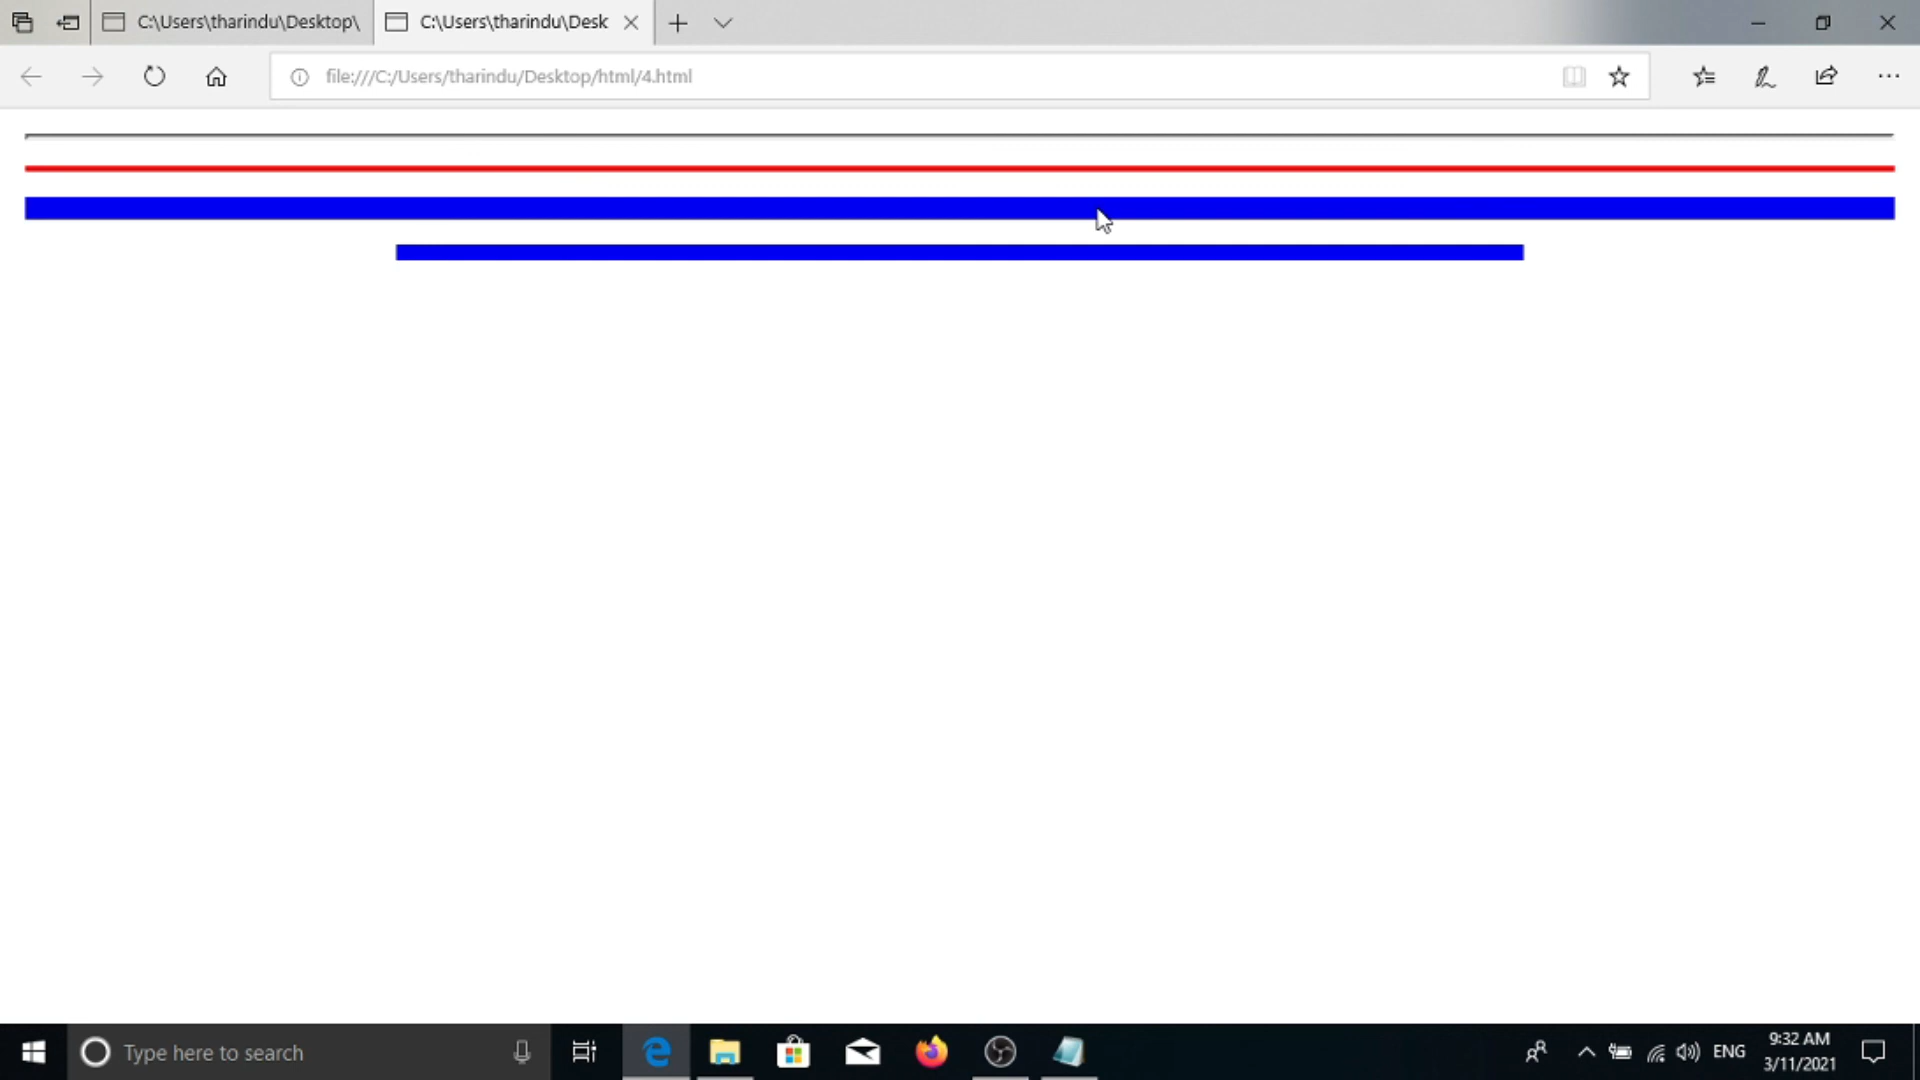 C:\Users\tharindu\Desktop\
C:\Users\tharindu\Desk
file:///C:/Users/tharindu/Desktop/html/4.html
Type here to search
ENG
9:32 AM
3/11/2021